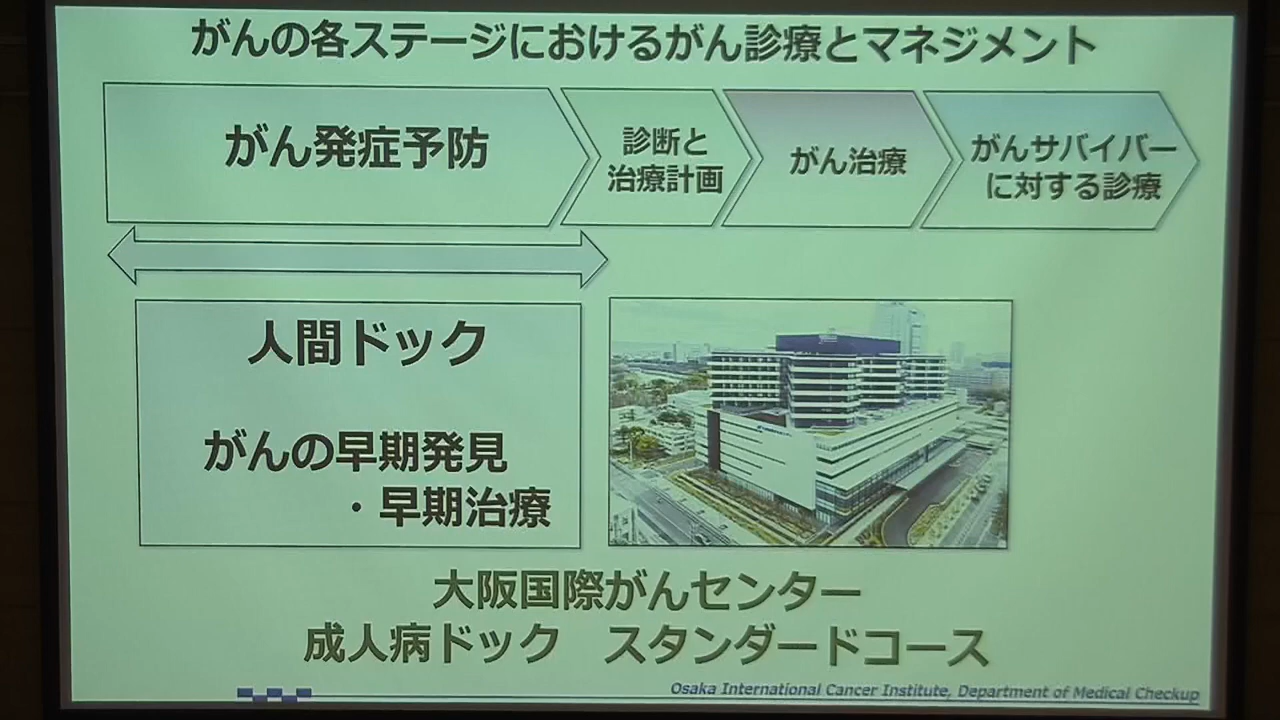 がんの各ステージにおけるがん診療とマネジメント
がん発症予防
診断と
治療計画
がん治療
がんサバイバー
に対する診療
人間ドック
がんの早期発見
・早期治療
大阪国際がんセンター
成人病ドック スタンダードコース
Osaka International Cancer Institute, Department of Medical Checkup